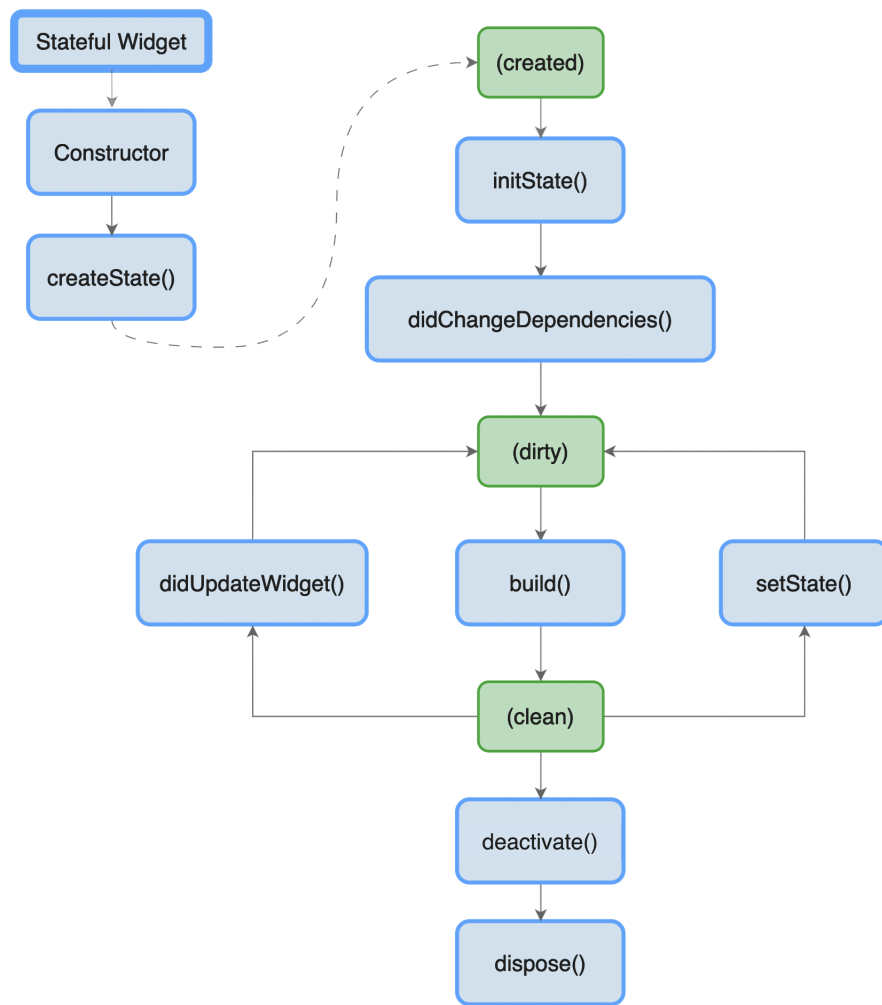 Stateful Widget
Constructor
createState()
(created)
initState()
didChangeDependencies()
(dirty)
didUpdateWidget()
build()
setState()
(clean)
deactivate()
dispose()